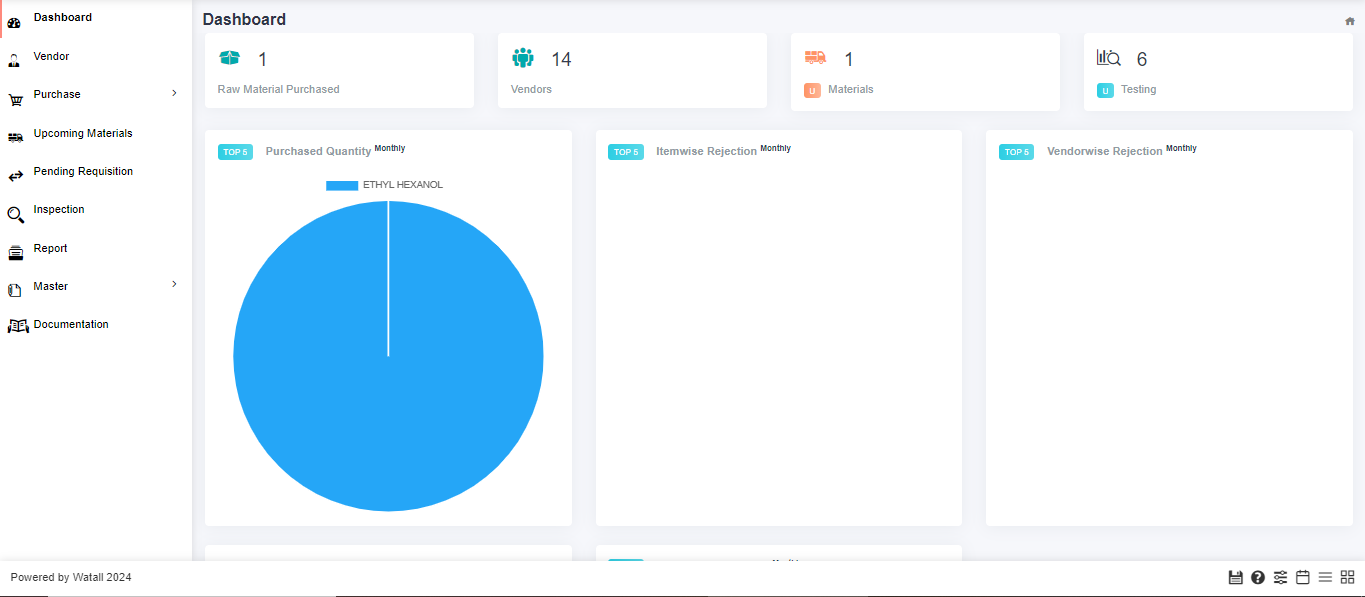 Dashboard
Vendor
Purchase
Upcoming Materials
Pending Requisition
Inspection
Report
Master
Documentation
Dashboard
1
Raw Material Purchased
14
Vendors
1
U Materials
6
U Testing
TOP 5 Purchased Quantity Monthly
ETHYL HEXANOL
TOP 5 Itemwise Rejection Monthly
TOP 5 Vendorwise Rejection Monthly
Powered by Watall 2024